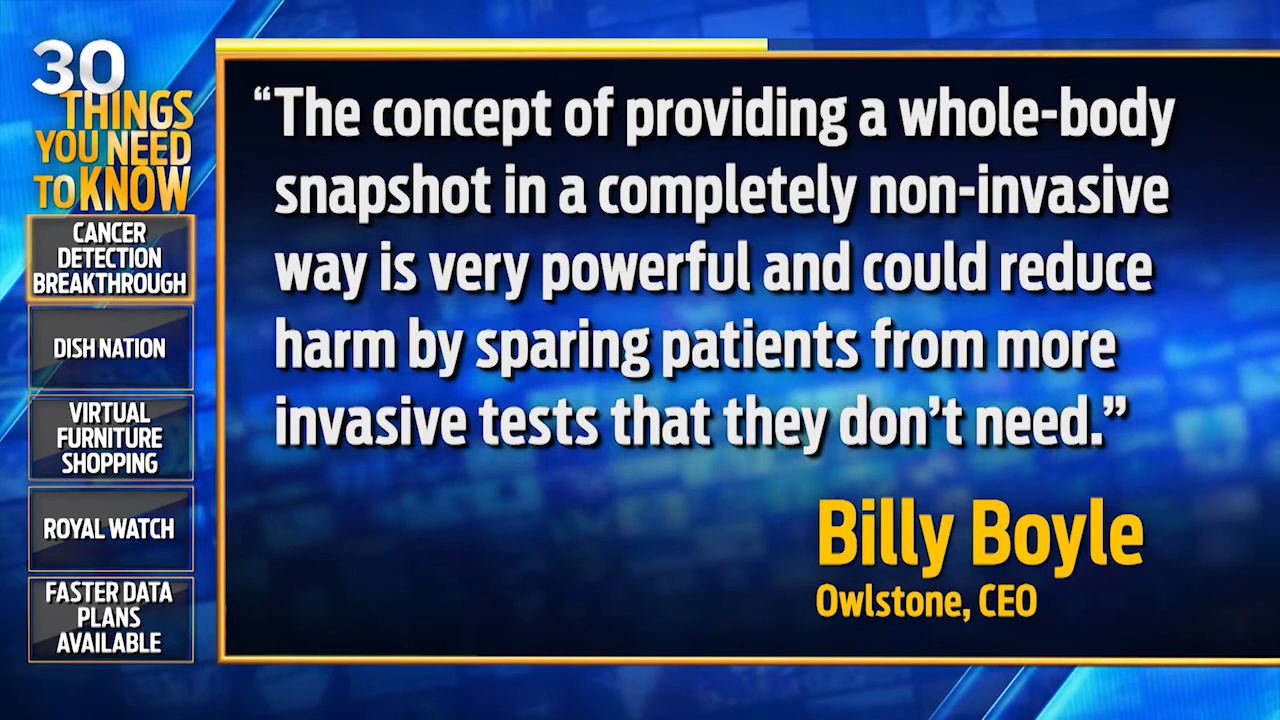 30
THINGS
YOU NEED
TO KNOW
CANCER
DETECTION
BREAKTHROUGH
DISH NATION
VIRTUAL
FURNITURE
SHOPPING
ROYAL WATCH
FASTER DATA
PLANS
AVAILABLE
“The concept of providing a whole-body
snapshot in a completely non-invasive
way is very powerful and could reduce
harm by sparing patients from more
invasive tests that they don’t need.”
Billy Boyle
Owlstone, CEO